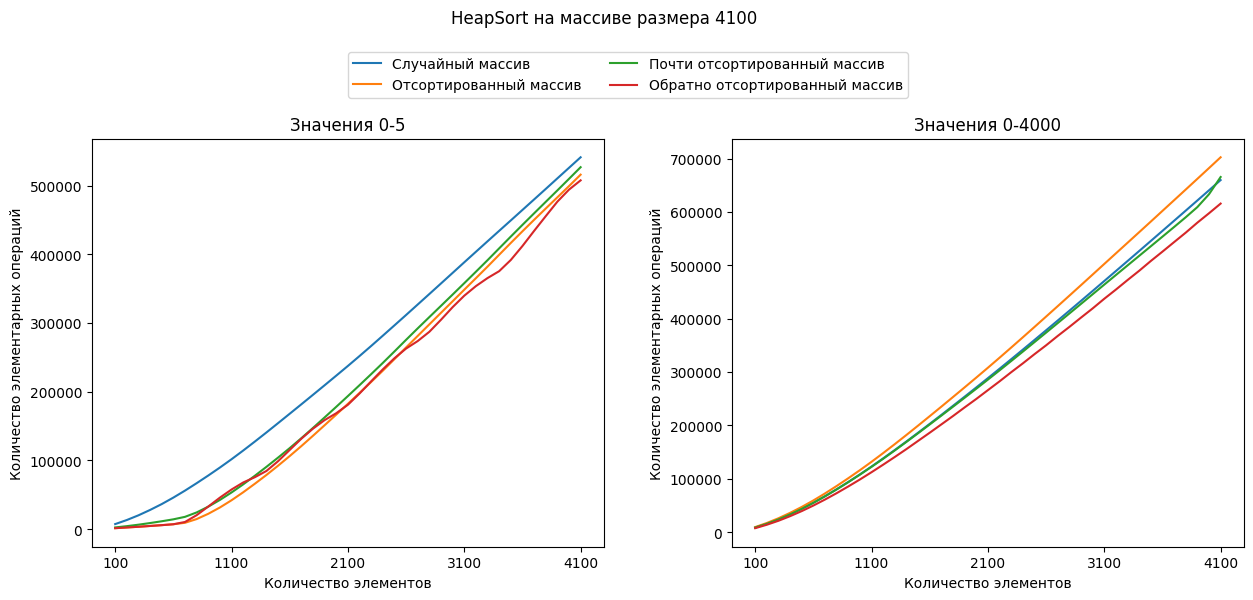 HeapSort на массиве размера 4100
Случайный массив
Отсортированный массив
Почти отсортированный массив
Обратно отсортированный массив
Значения 0-5
Количество элементарных операций
500000
400000
300000
200000
100000
0
100
1100
2100
3100
4100
Количество элементов
Значения 0-4000
Количество элементарных операций
700000
600000
500000
400000
300000
200000
100000
0
100
1100
2100
3100
4100
Количество элементов